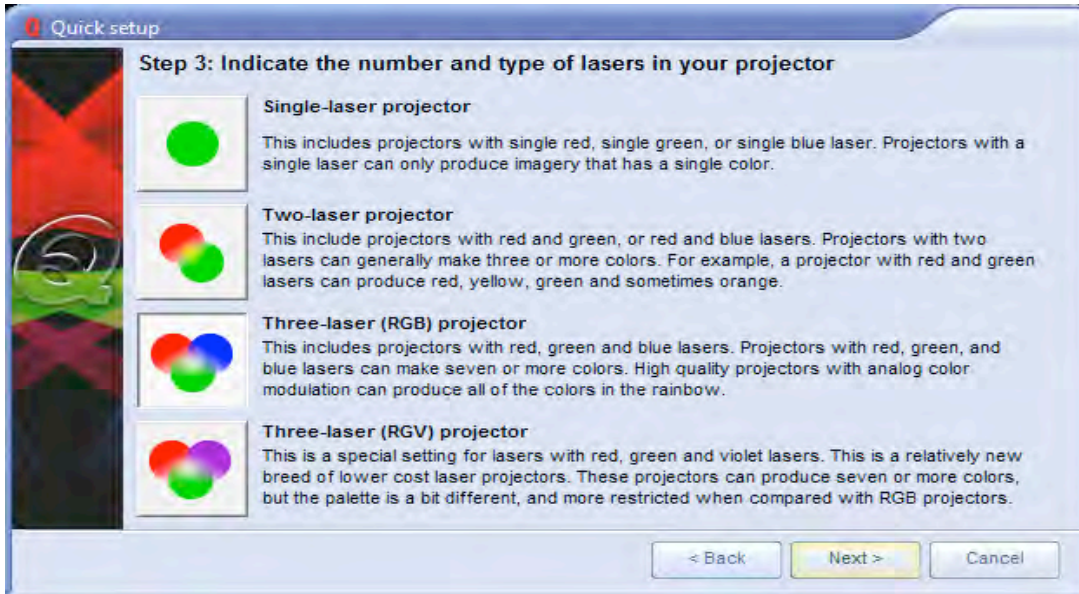 Quick setup
Step 3: Indicate the number and type of lasers in your projector
Single-laser projector
This includes projectors with single red, single green, or single blue laser. Projectors with a
single laser can only produce imagery that has a single color.
Two-laser projector
This include projectors with red and green, or red and blue lasers. Projectors with two
lasers can generally make three or more colors. For example, a projector with red and green
lasers can produce red, yellow, green and sometimes orange.
Three-laser (RGB) projector
This includes projectors with red, green and blue lasers. Projectors with red, green, and
blue lasers can make seven or more colors. High quality projectors with analog color
modulation can produce all of the colors in the rainbow.
Three-laser (RGV) projector
This is a special setting for lasers with red, green and violet lasers. This is a relatively new
breed of lower cost laser projectors. These projectors can produce seven or more colors,
but the palette is a bit different, and more restricted when compared with RGB projectors.
< Back
Next >
Cancel